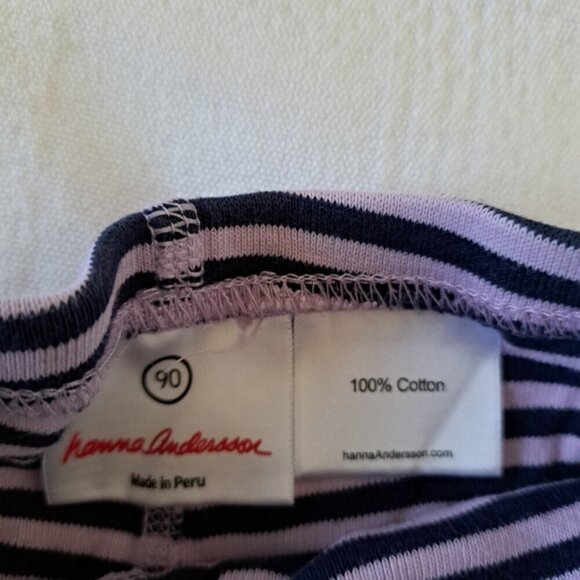 90
hanna Andersson
Made in Peru
100% Cotton
hannaAndersson.com